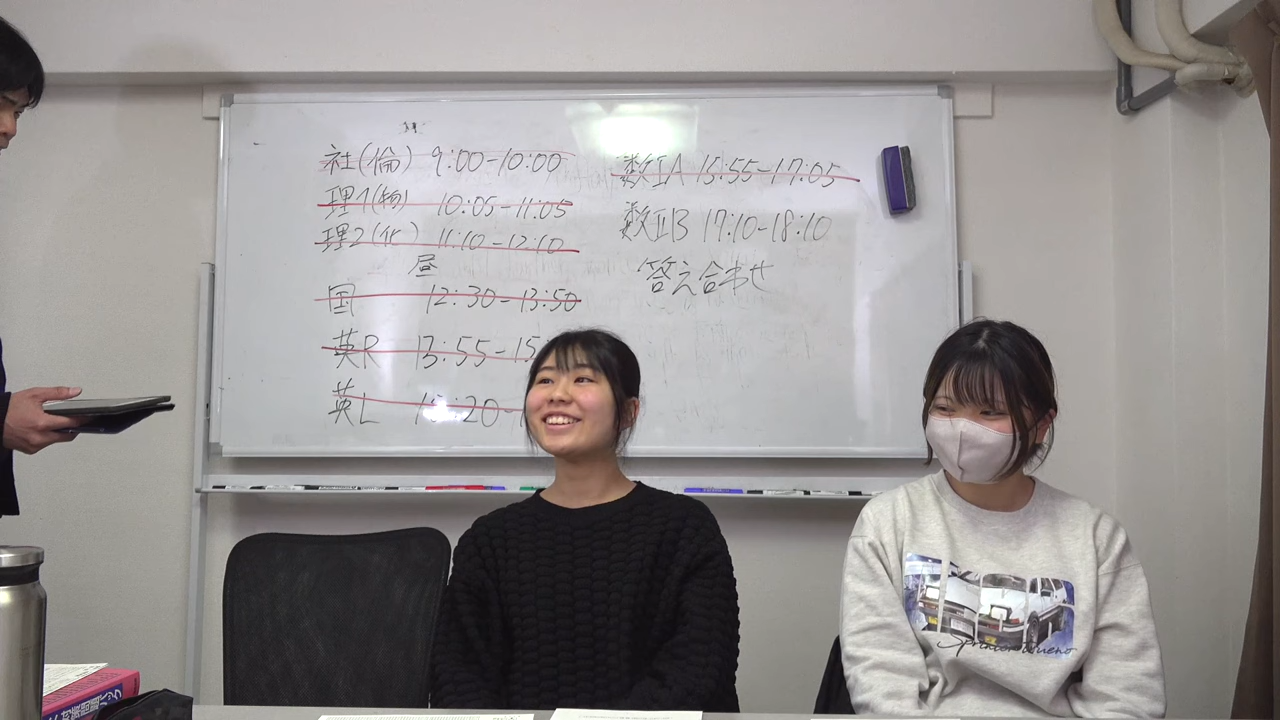 社(倫) 9:00-10:00
理1(物) 10:05-11:05
理2(化) 11:10-12:10
昼
国 12:30-13:50
英R 13:55-15
英L 15:20-
数IA 15:55-17:05
数IIB 17:10-18:10
答え合わせ